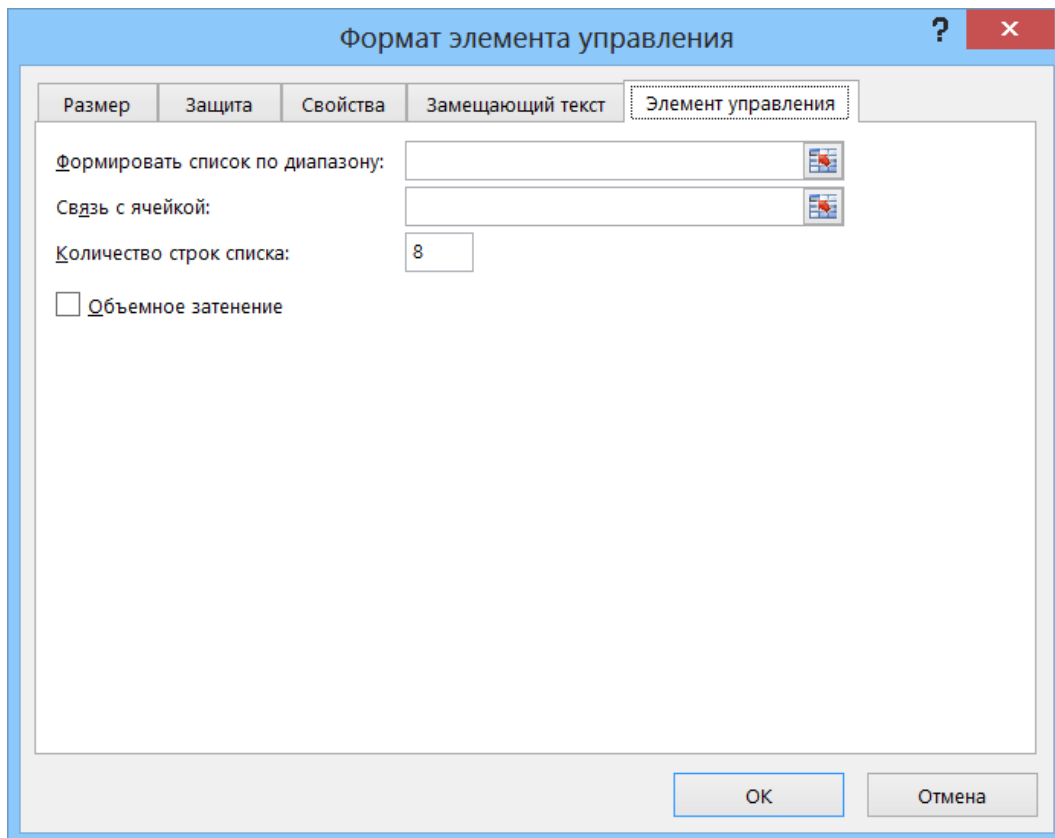 Формат элемента управления
?
Размер Защита Свойства Замещающий текст Элемент управления
Формировать список по диапазону:
Связь с ячейкой:
Количество строк списка: 8
Объемное затенение
ОК Отмена